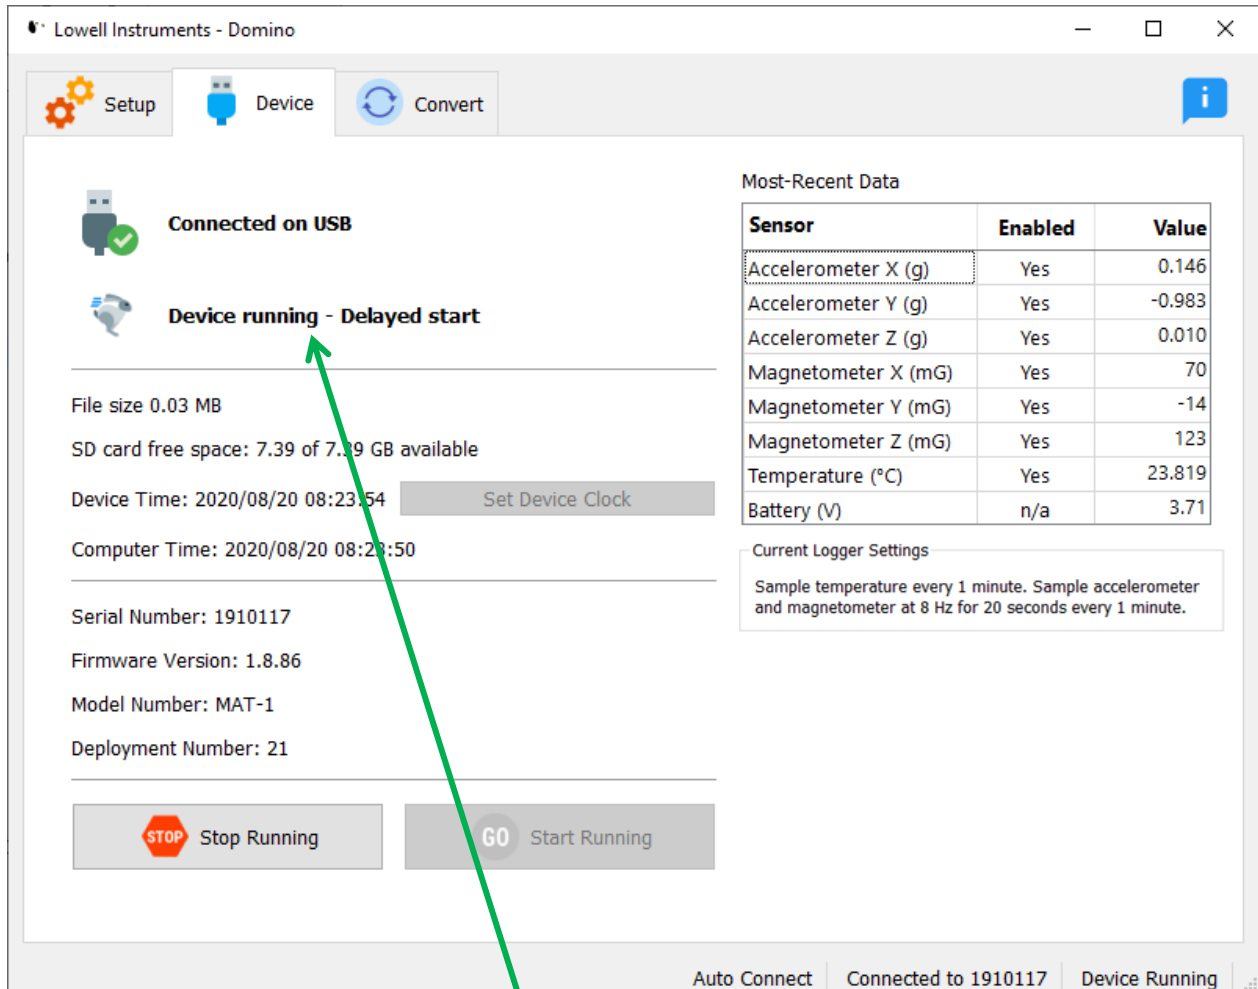 Lowell Instruments - Domino
Setup
Device
Convert
i
Connected on USB
Device running - Delayed start
File size 0.03 MB
SD card free space: 7.39 of 7.39 GB available
Device Time: 2020/08/20 08:23:54
Set Device Clock
Computer Time: 2020/08/20 08:23:50
Serial Number: 1910117
Firmware Version: 1.8.86
Model Number: MAT-1
Deployment Number: 21
STOP Stop Running
GO Start Running
Most-Recent Data
Sensor Enabled Value
Accelerometer X (g) Yes 0.146
Accelerometer Y (g) Yes -0.983
Accelerometer Z (g) Yes 0.010
Magnetometer X (mG) Yes 70
Magnetometer Y (mG) Yes -14
Magnetometer Z (mG) Yes 123
Temperature (°C) Yes 23.819
Battery (V) n/a 3.71
Current Logger Settings
Sample temperature every 1 minute. Sample accelerometer
and magnetometer at 8 Hz for 20 seconds every 1 minute.
Auto Connect
Connected to 1910117
Device Running